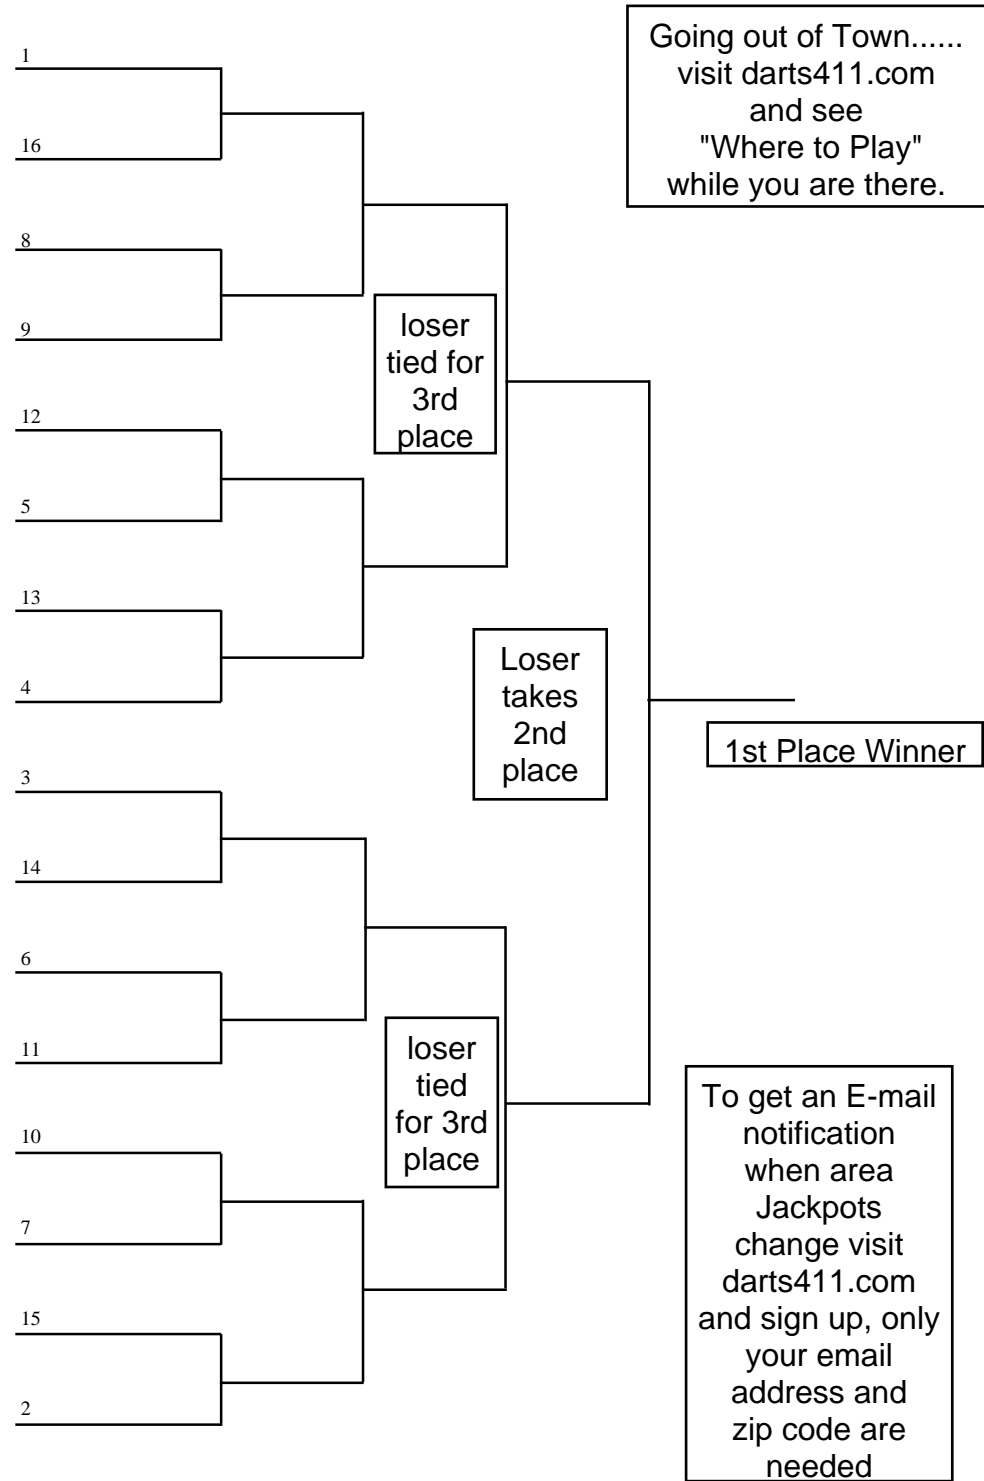 Going out of Town......
visit darts411.com
and see
"Where to Play"
while you are there.
1
16
8
9
loser
tied for
3rd
place
12
5
13
4
Loser
takes
2nd
place
1st Place Winner
3
14
6
11
loser
tied
for 3rd
place
10
7
15
2
To get an E-mail
notification
when area
Jackpots
change visit
darts411.com
and sign up, only
your email
address and
zip code are
needed